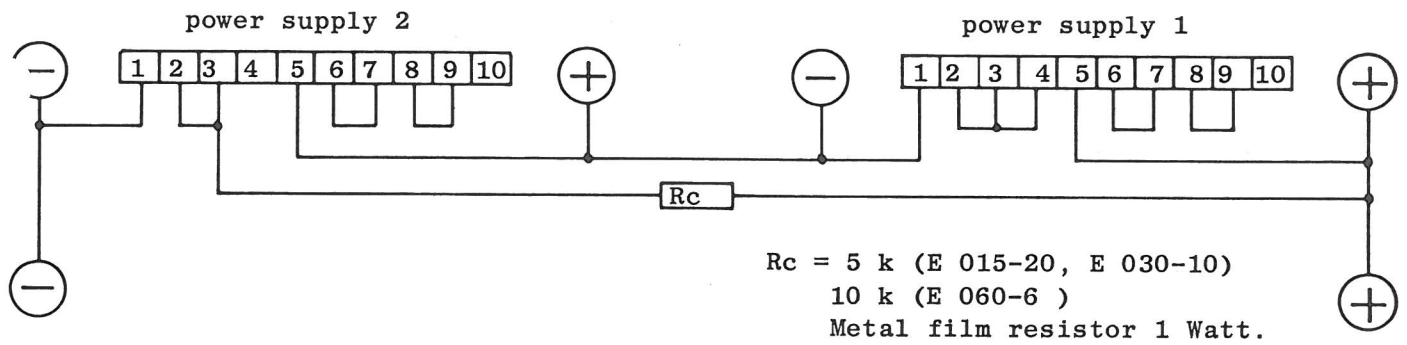 power supply 2
power supply 1
− 1 2 3 4 5 6 7 8 9 10 + − 1 2 3 4 5 6 7 8 9 10 +
Rc
Rc = 5 k (E 015-20, E 030-10)
10 k (E 060-6 )
− Metal film resistor 1 Watt. +